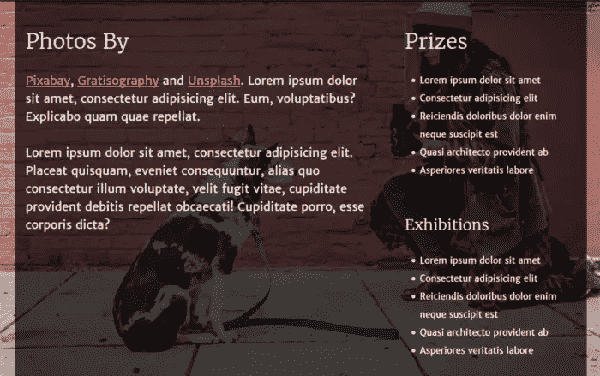 Photos By
Pixabay, Gratisography and Unsplash. Lorem ipsum dolor
sit amet, consectetur adipisicing elit. Eum, voluptatibus?
Explicabo quam quae repellat.
Lorem ipsum dolor sit amet, consectetur adipisicing elit.
Placeat quisquam, eveniet consequuntur, alias quo
consectetur illum voluptate, velit fugit vitae, cupiditate
provident debitis repellat obcaecati! Cupiditate porro, esse
corporis dicta?
Prizes
• Lorem ipsum dolor sit amet
• Consectetur adipisicing elit
• Reiciendis doloribus dolor enim
neque suscipit est
• Quasi architecto provident ab
• Asperiores veritatis labore
Exhibitions
• Lorem ipsum dolor sit amet
• Consectetur adipisicing elit
• Reiciendis doloribus dolor enim
neque suscipit est
• Quasi architecto provident ab
• Asperiores veritatis labore